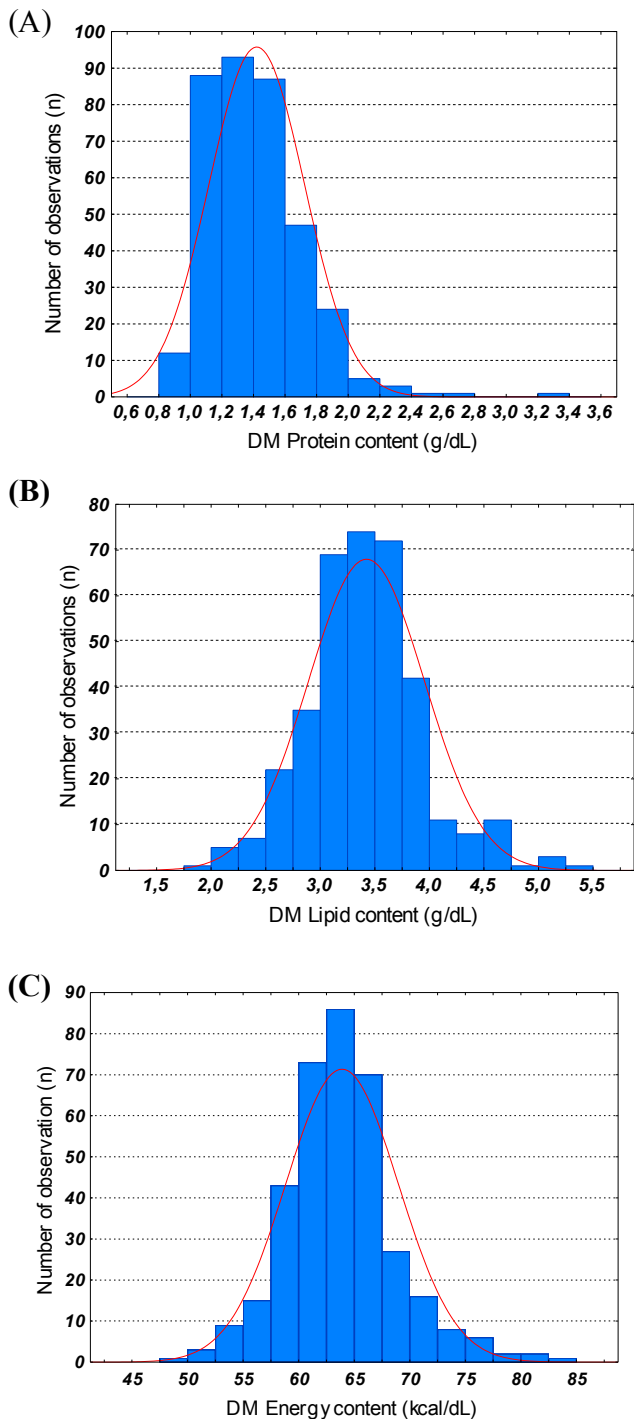 (A)
100
90
80
70
60
50
40
30
20
10
0
Number of observations (n)
0,6 0,8 1,0 1,2 1,4 1,6 1,8 2,0 2,2 2,4 2,6 2,8 3,0 3,2 3,4 3,6
DM Protein content (g/dL)
(B)
80
70
60
50
40
30
20
10
0
Number of observations (n)
1,5 2,0 2,5 3,0 3,5 4,0 4,5 5,0 5,5
DM Lipid content (g/dL)
(C)
90
80
70
60
50
40
30
20
10
0
Number of observation (n)
45 50 55 60 65 70 75 80 85
DM Energy content (kcal/dL)